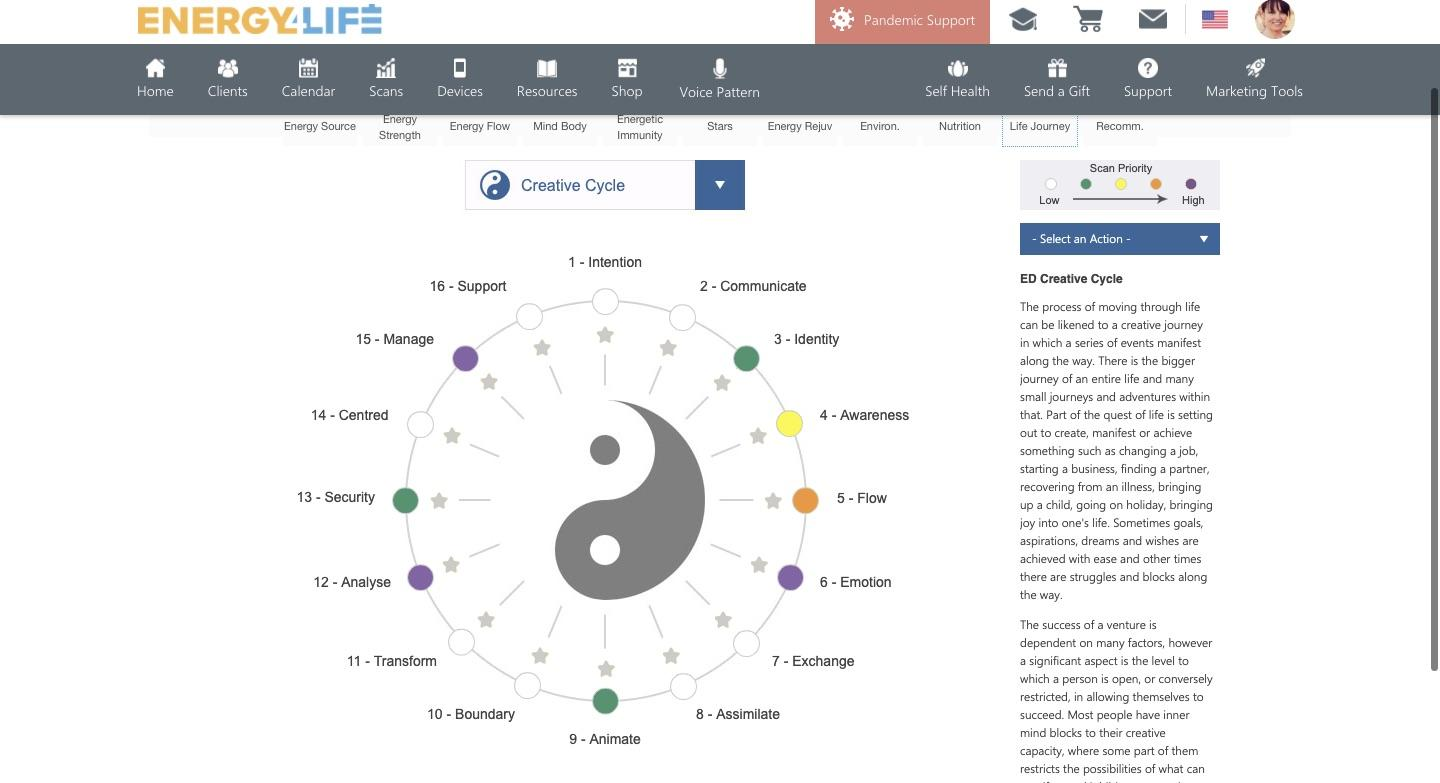 ENERGY4LIFE
Pandemic Support
Home
Clients
Calendar
Scans
Devices
Resources
Shop
Voice Pattern
Self Health
Send a Gift
Support
Marketing Tools
Energy Source
Energy
Strength
Energy Flow
Mind Body
Energetic
Immunity
Stars
Energy Rejuv
Environ.
Nutrition
Life Journey
Recomm.
Creative Cycle
1 - Intention
2 - Communicate
3 - Identity
4 - Awareness
5 - Flow
6 - Emotion
7 - Exchange
8 - Assimilate
9 - Animate
10 - Boundary
11 - Transform
12 - Analyse
13 - Security
14 - Centred
15 - Manage
16 - Support
Scan Priority
Low
High
- Select an Action -
ED Creative Cycle
The process of moving through life
can be likened to a creative journey
in which a series of events manifest
along the way. There is the bigger
journey of an entire life and many
small journeys and adventures within
that. Part of the quest of life is setting
out to create, manifest or achieve
something such as changing a job,
starting a business, finding a partner,
recovering from an illness, bringing
up a child, going on holiday, bringing
joy into one's life. Sometimes goals,
aspirations, dreams and wishes are
achieved with ease and other times
there are struggles and blocks along
the way.
The success of a venture is
dependent on many factors, however
a significant aspect is the level to
which a person is open, or conversely
restricted, in allowing themselves to
succeed. Most people have inner
mind blocks to their creative
capacity, where some part of them
restricts the possibilities of what can